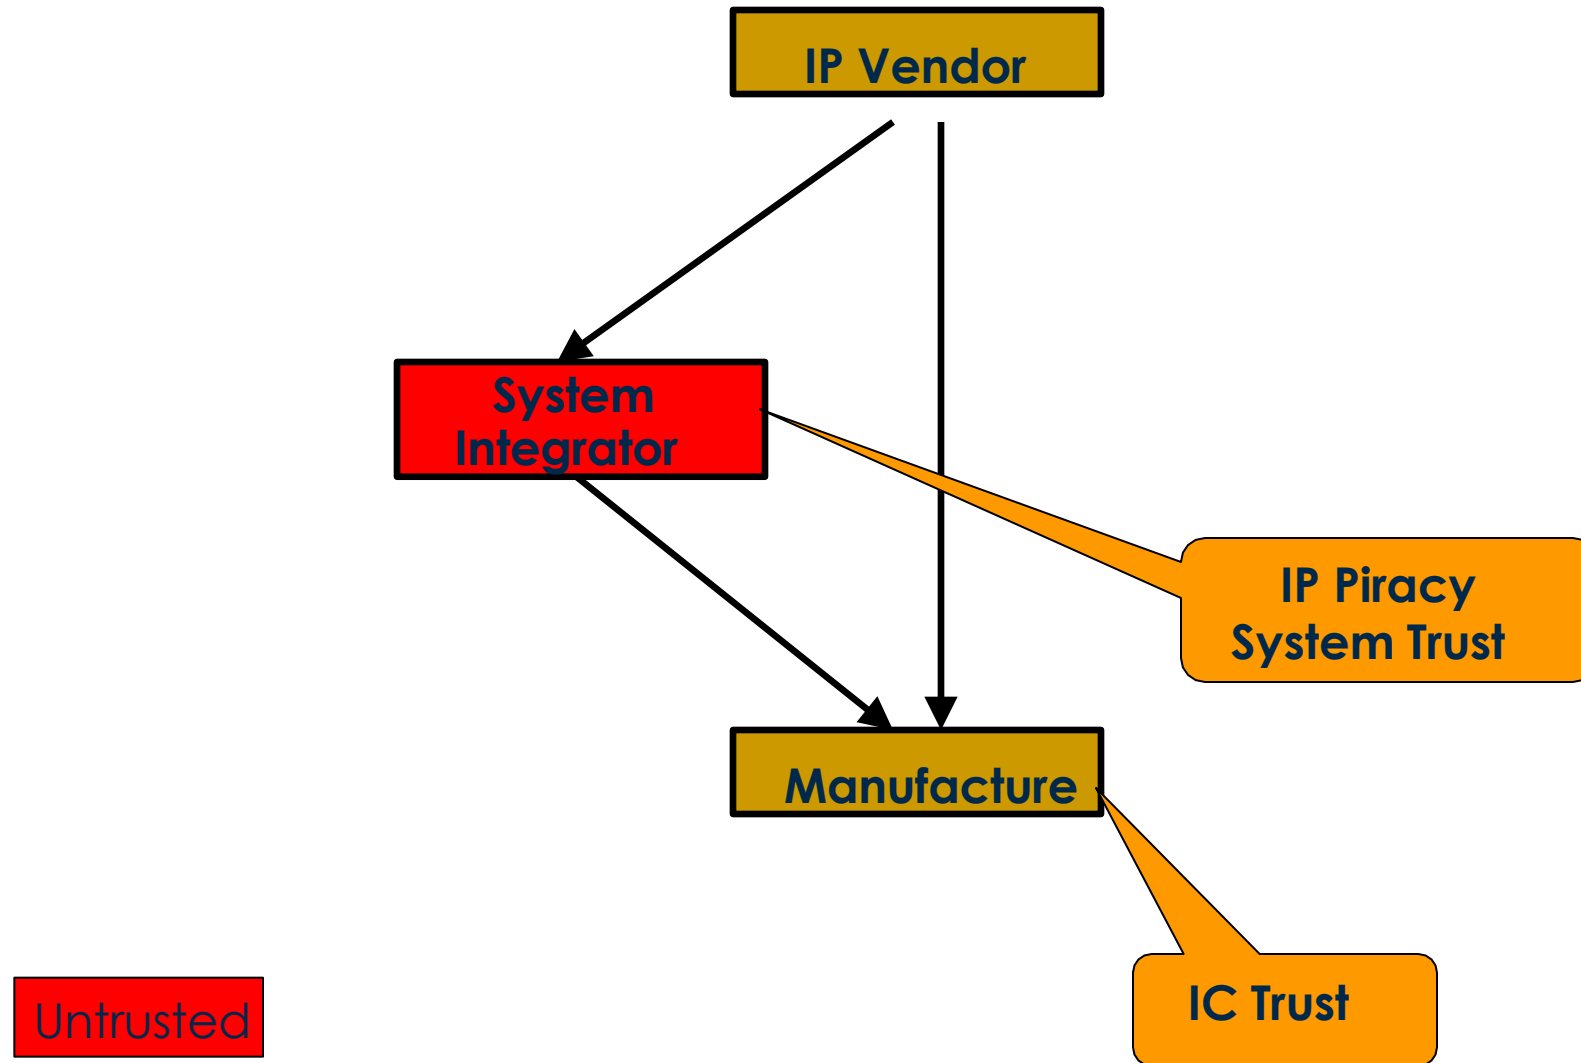 IP Vendor
System
Integrator
IP Piracy
System Trust
Manufacture
IC Trust
Untrusted